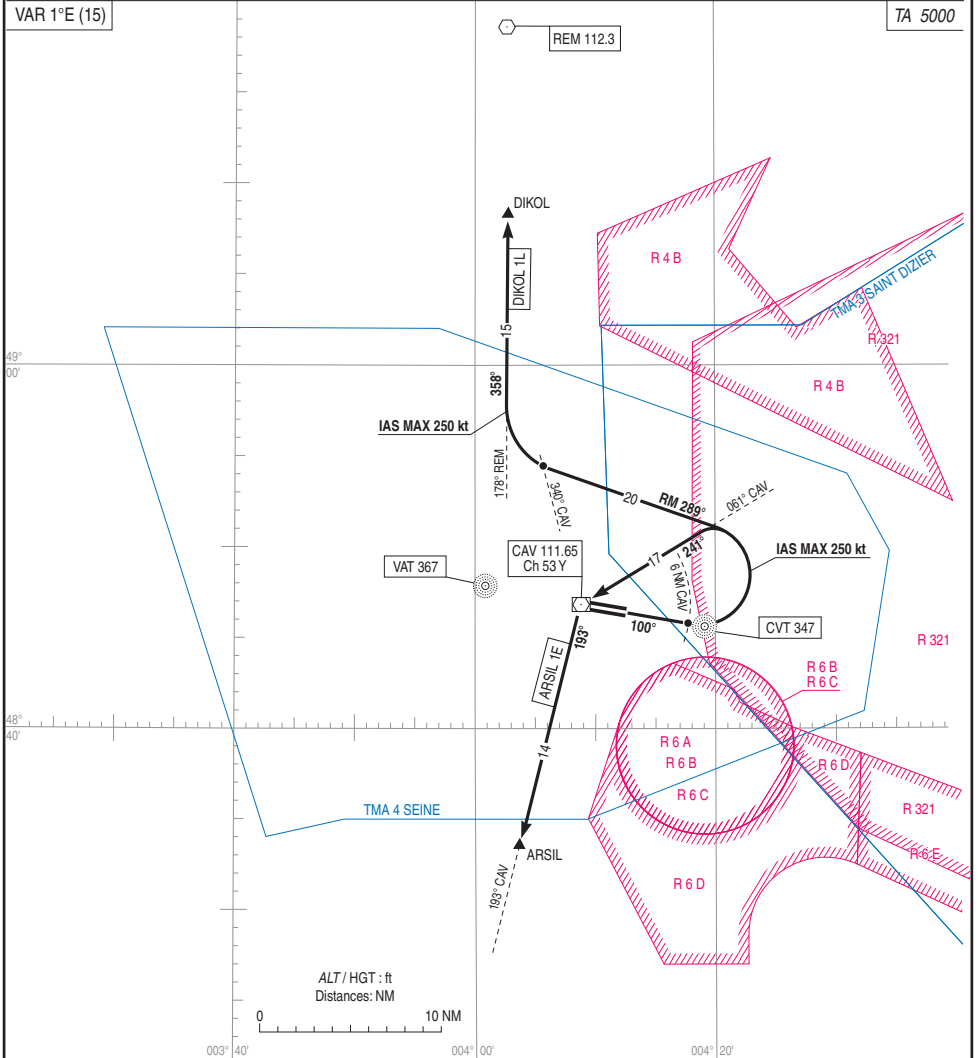 VAR 1°E (15)
TA 5000
REM 112.3
DIKOL
DIKOL 1L
15
358°
R 4 B
TMA 3 SAINT DIZIER
R 321
R 4 B
49°
00'
IAS MAX 250 kt
178° REM
340° CAV
20
RM 289°
061° CAV
17
241°
6 NM CAV
IAS MAX 250 kt
CAV 111.65
Ch 53 Y
VAT 367
100°
CVT 347
193°
ARSIL 1E
14
R 321
R 6 B
R 6 C
48°
40'
R 6 A
R 6 B
R 6 C
R 6 D
R 321
R 6 E
TMA 4 SEINE
ARSIL
193° CAV
R 6 D
ALT / HGT : ft
Distances: NM
0
10 NM
003° 40'
004° 00'
004° 20'